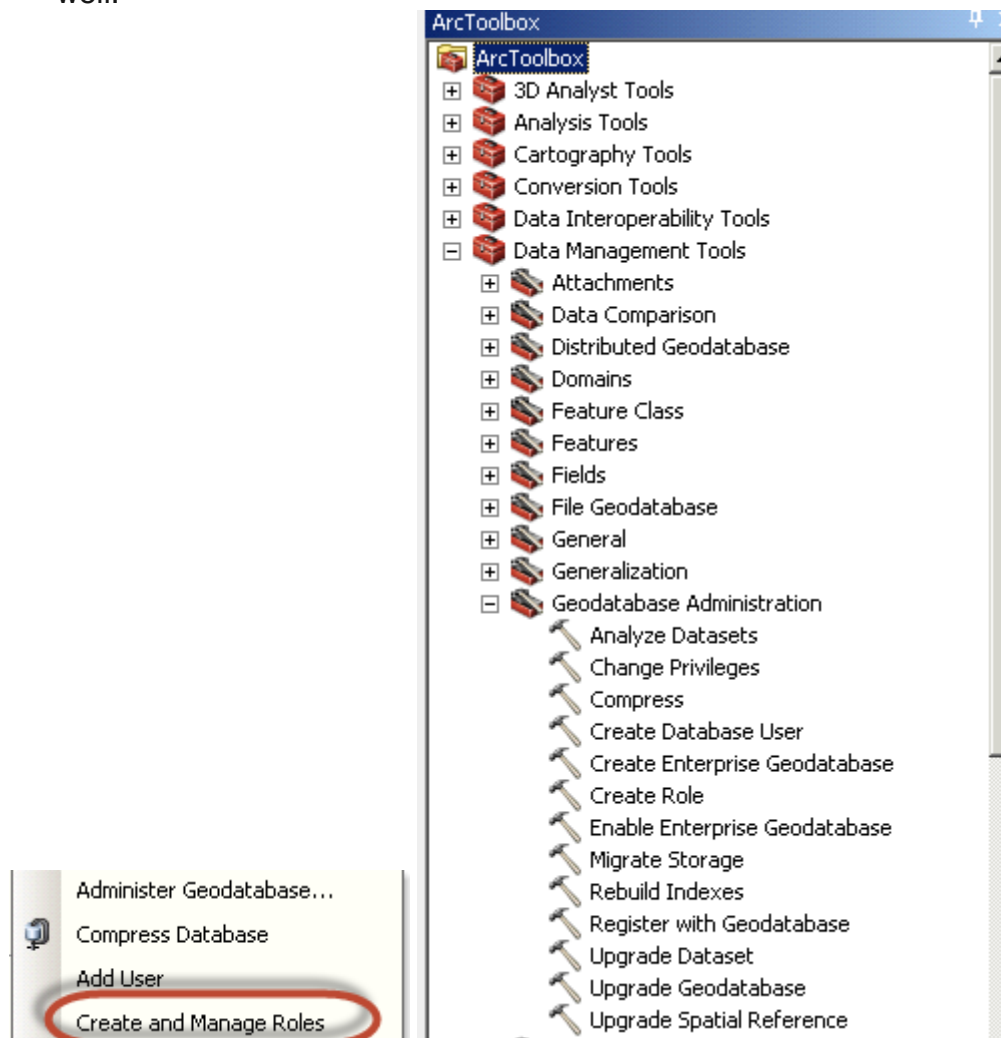 ArcToolbox
ArcToolbox
3D Analyst Tools
Analysis Tools
Cartography Tools
Conversion Tools
Data Interoperability Tools
Data Management Tools
Attachments
Data Comparison
Distributed Geodatabase
Domains
Feature Class
Features
Fields
File Geodatabase
General
Generalization
Geodatabase Administration
Analyze Datasets
Change Privileges
Compress
Create Database User
Create Enterprise Geodatabase
Create Role
Enable Enterprise Geodatabase
Migrate Storage
Rebuild Indexes
Register with Geodatabase
Upgrade Dataset
Upgrade Geodatabase
Upgrade Spatial Reference
Administer Geodatabase...
Compress Database
Add User
Create and Manage Roles